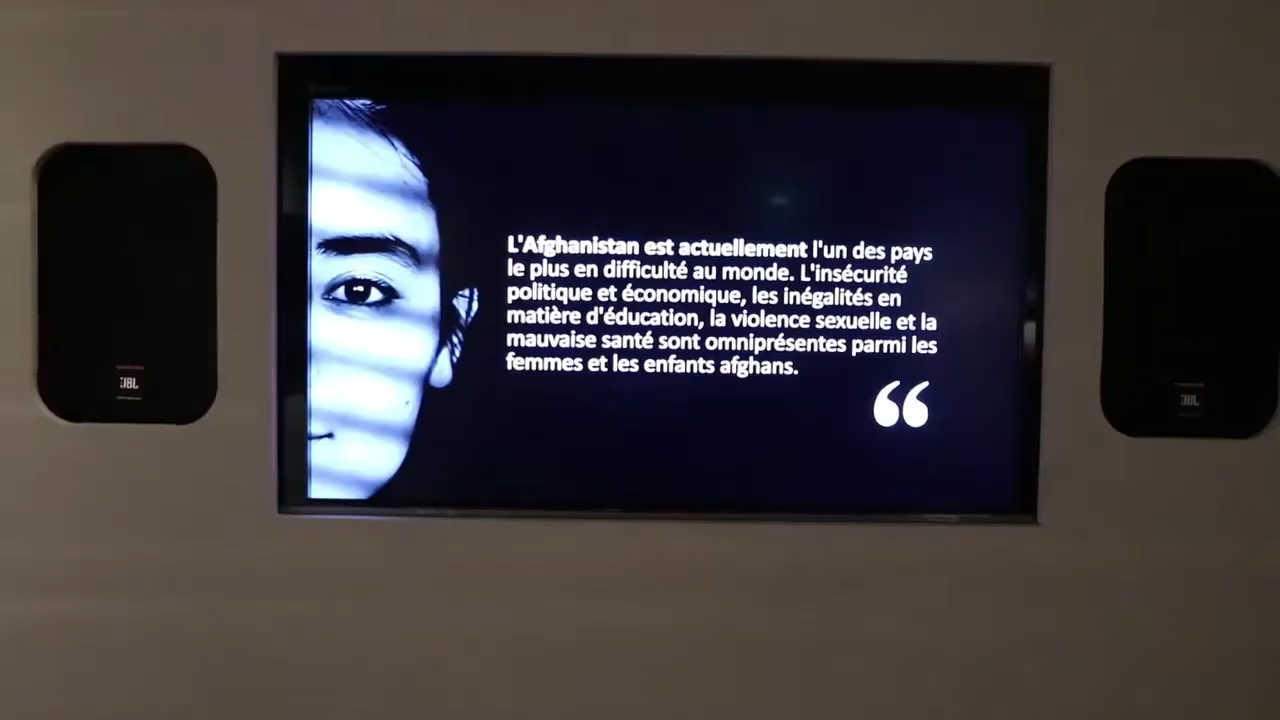 L'Afghanistan est actuellement l'un des pays
le plus en difficulté au monde. L'insécurité
politique et économique, les inégalités en
matière d'éducation, la violence sexuelle et la
mauvaise santé sont omniprésentes parmi les
femmes et les enfants afghans.
“
JBL
JBL